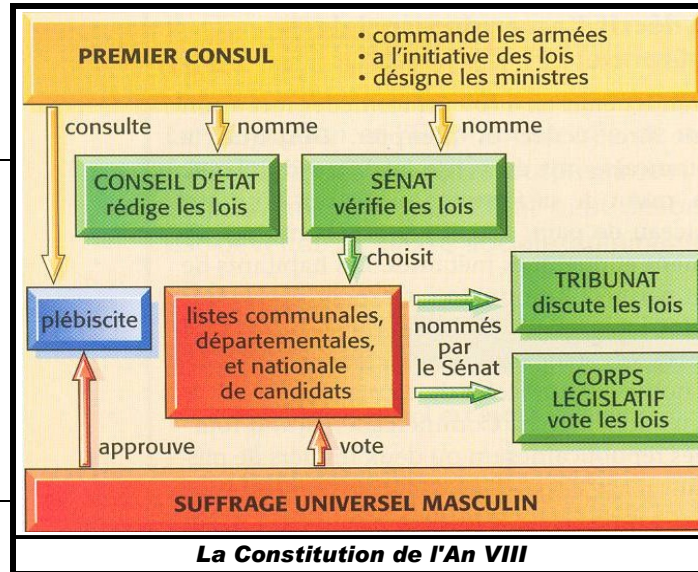 PREMIER CONSUL
• commande les armées
• a l'initiative des lois
• désigne les ministres
consulte
nomme
nomme
CONSEIL D'ÉTAT
rédige les lois
SÉNAT
vérifie les lois
choisit
plébiscite
listes communales,
départementales,
et nationale
de candidats
nommés
par
le Sénat
TRIBUNAT
discute les lois
CORPS
LÉGISLATIF
vote les lois
approuve
vote
SUFFRAGE UNIVERSEL MASCULIN
La Constitution de l'An VIII